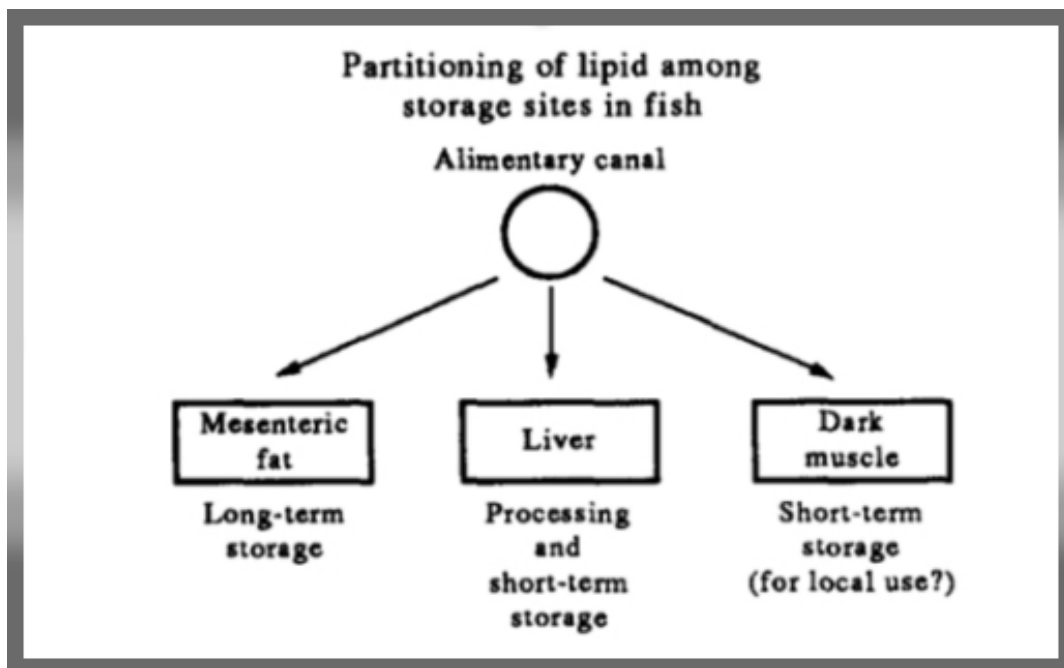 Partitioning of lipid among
storage sites in fish
Alimentary canal
Mesenteric
fat
Long-term
storage
Liver
Processing
and
short-term
storage
Dark
muscle
Short-term
storage
(for local use?)